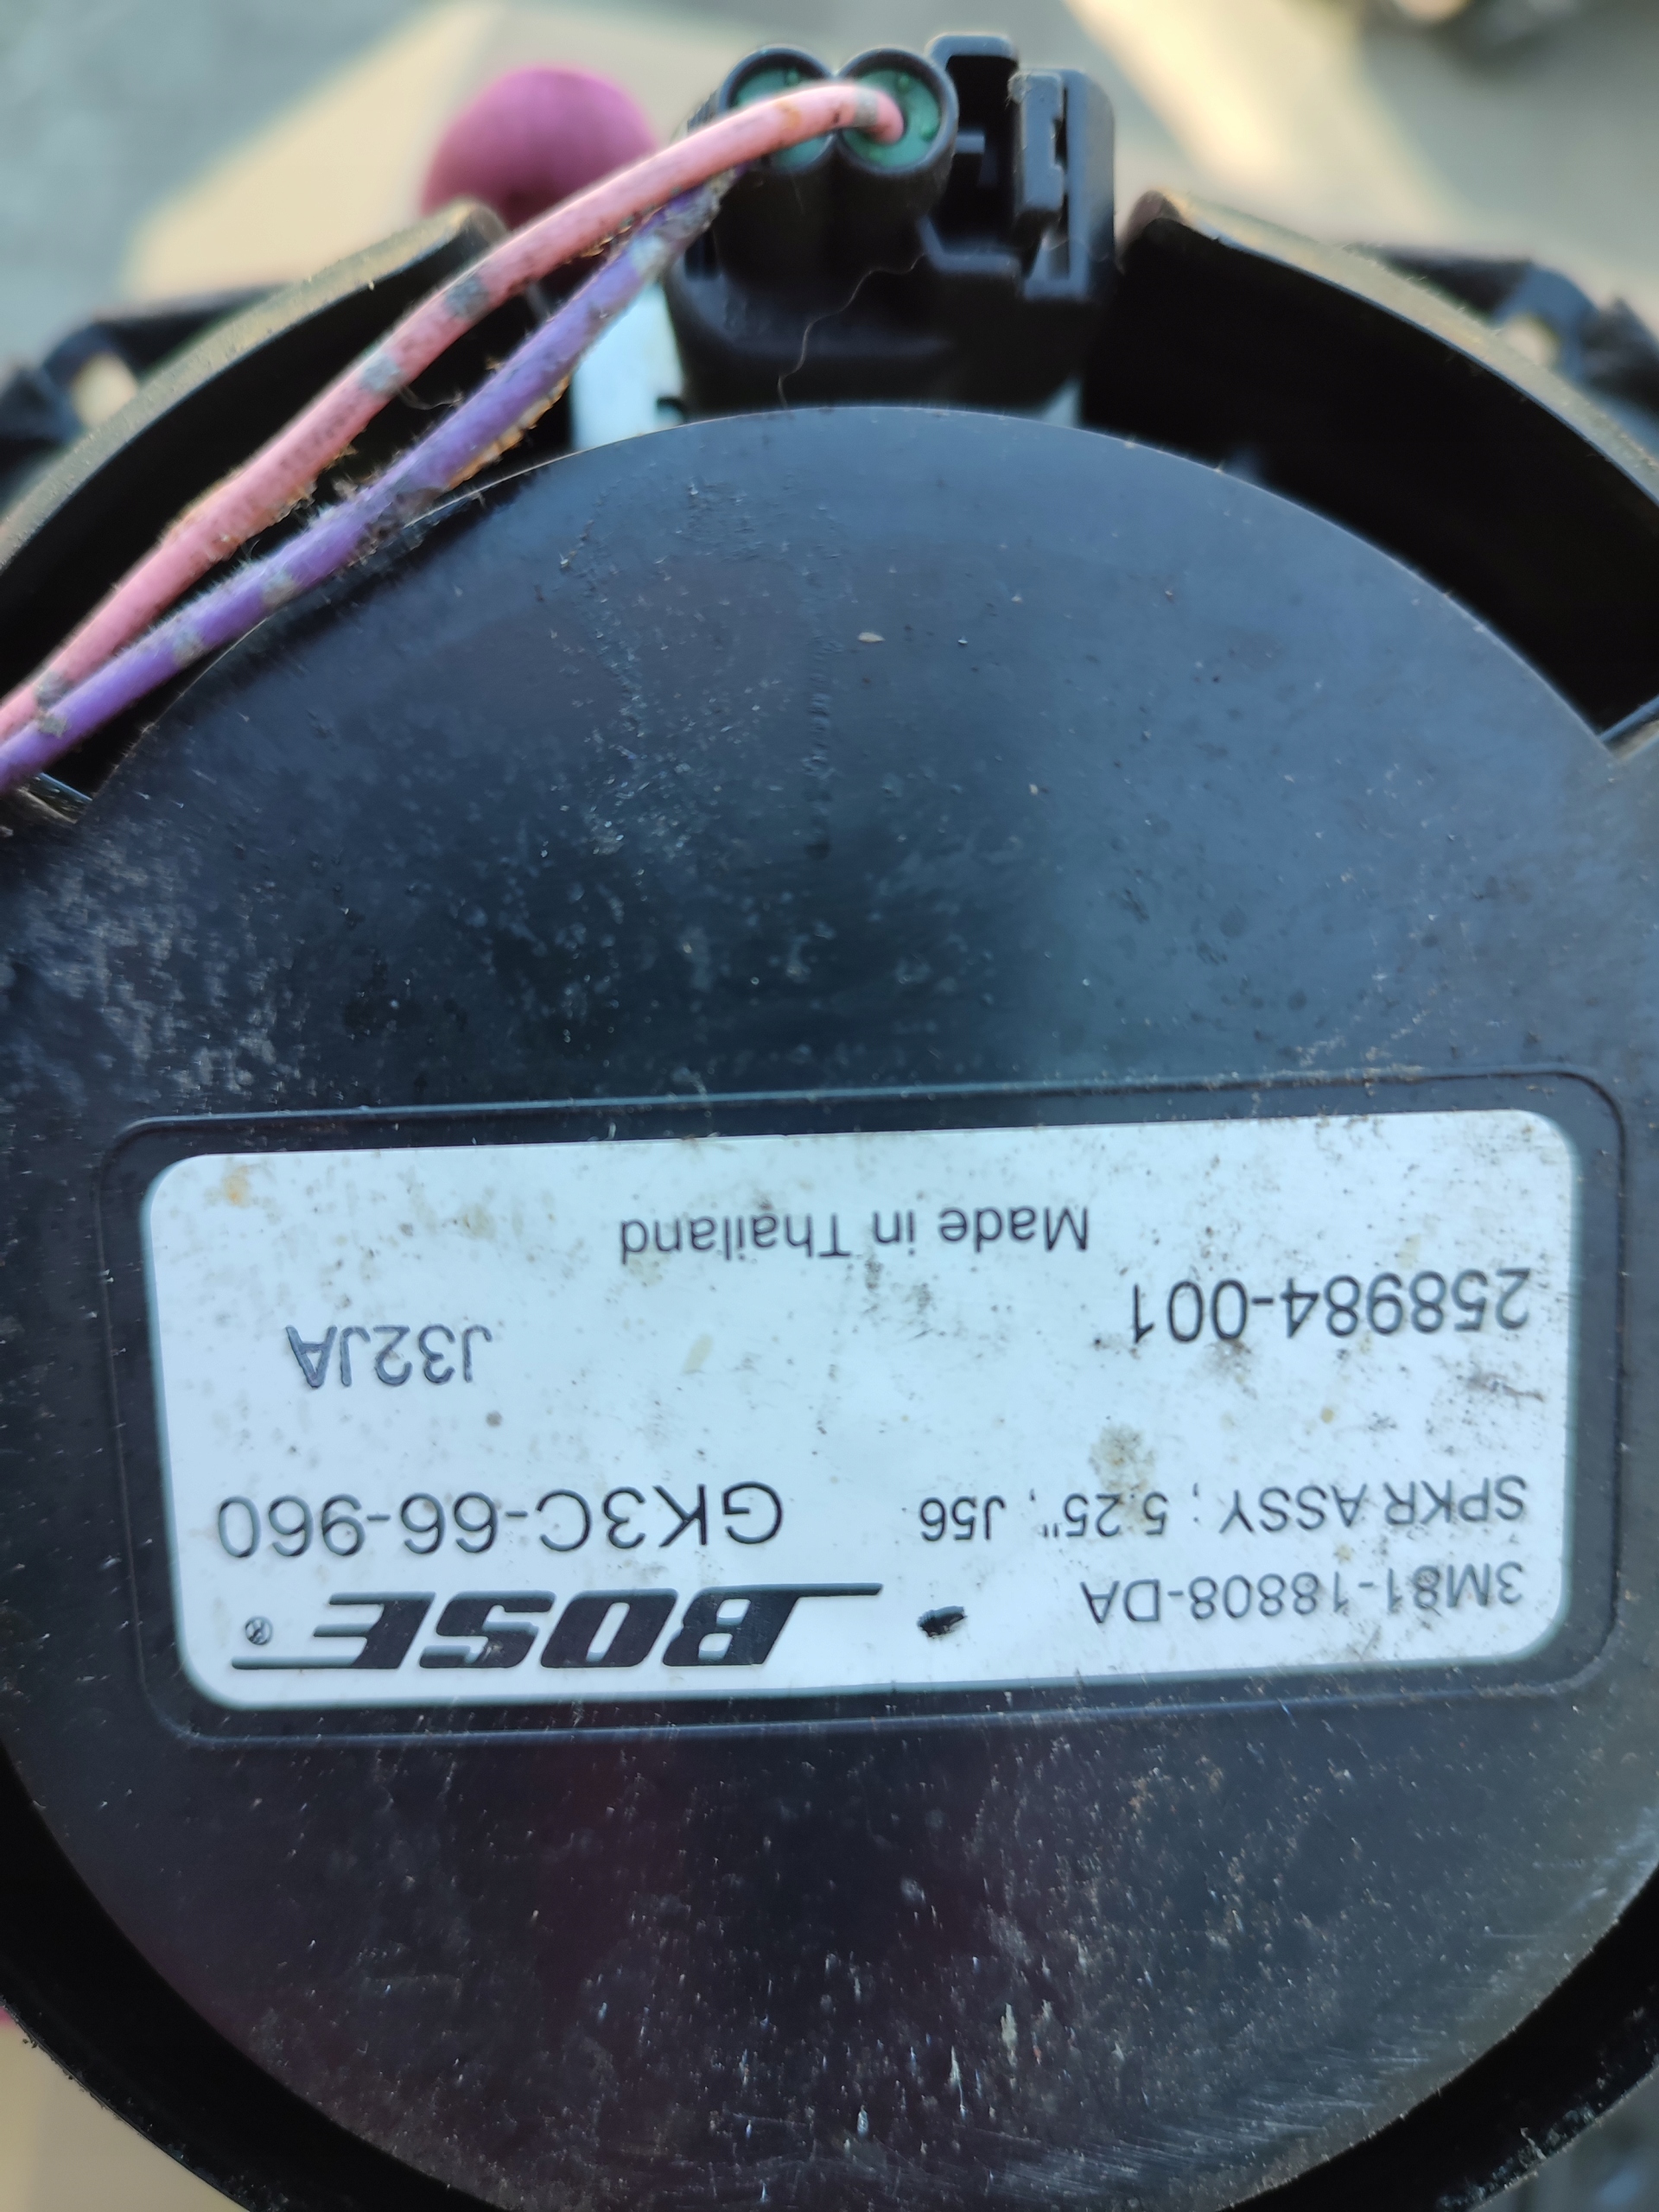 3M81-18808-DA
BOSE®
SPKR ASSY ; 5.25", J56
GK3C-66-960
J32JA
258984-001
Made in Thailand